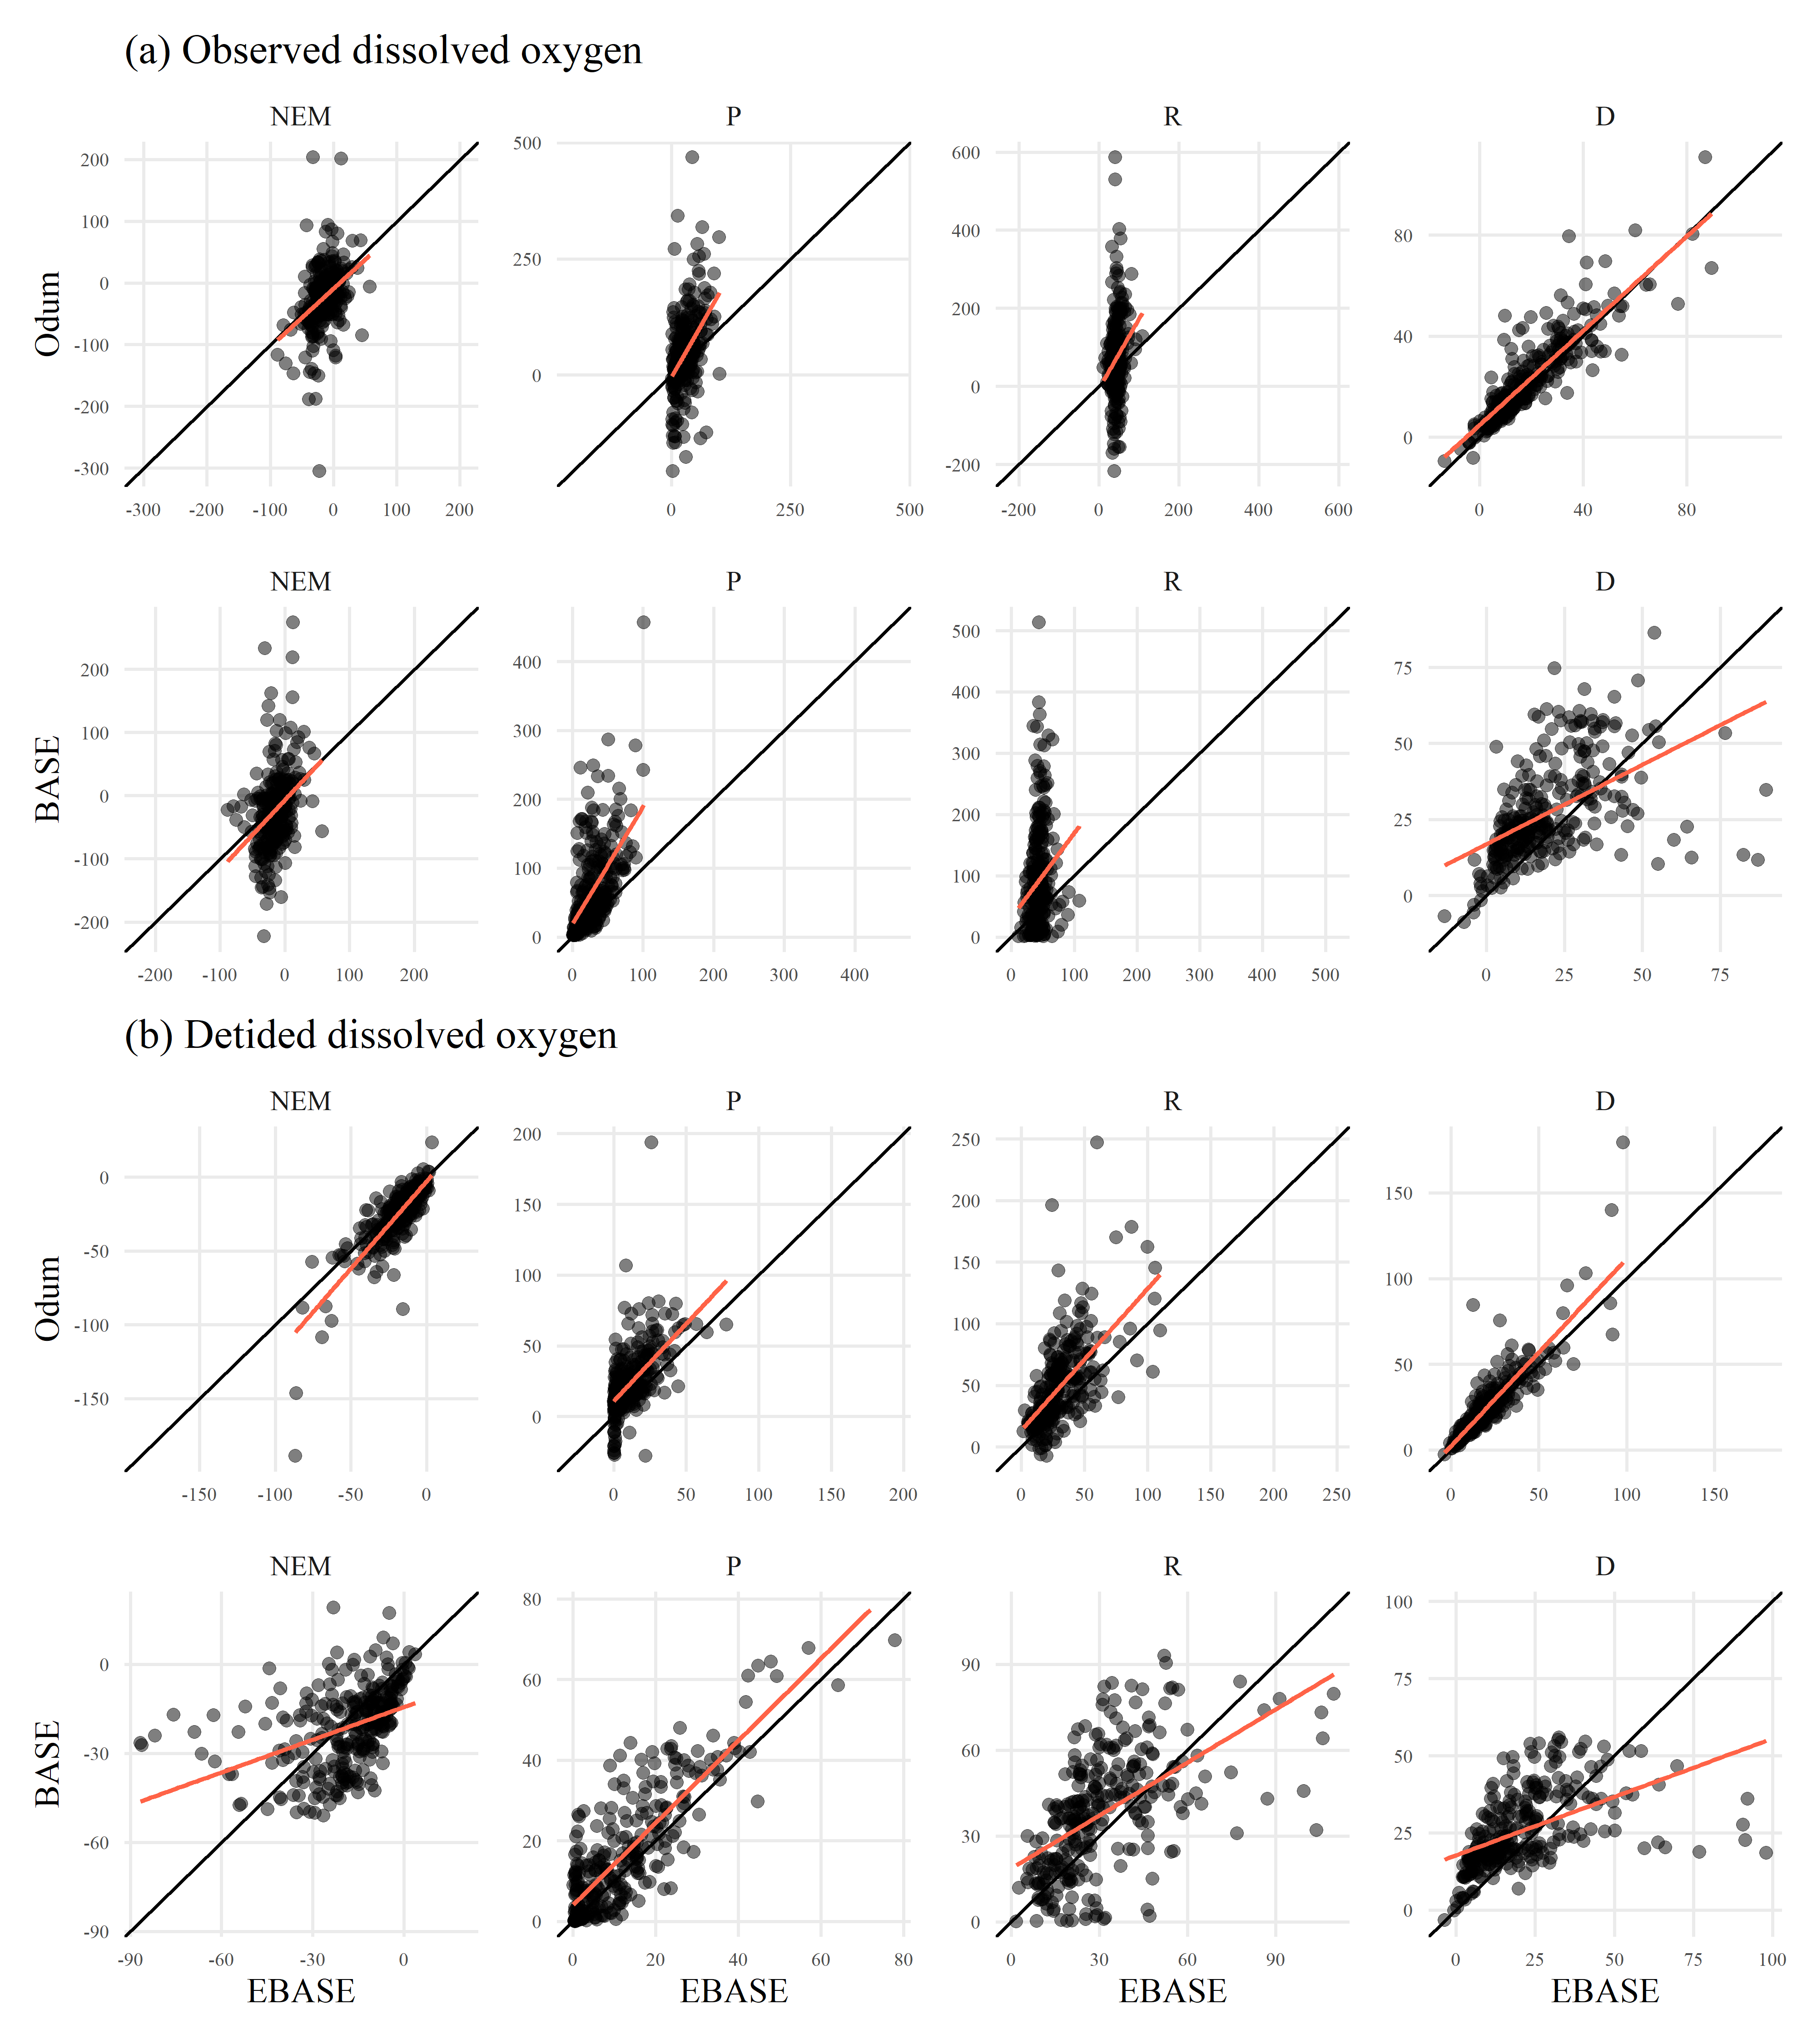 (a) Observed dissolved oxygen
NEM P R D
Odum
200
100
0
-100
-200
-300
500
250
0
600
400
200
0
-200
80
40
0
-300 -200 -100 0 100 200
0 250 500
-200 0 200 400 600
0 40 80
NEM P R D
BASE
200
100
0
-100
-200
400
300
200
100
0
500
400
300
200
100
0
75
50
25
0
-200 -100 0 100 200
0 100 200 300 400
0 100 200 300 400 500
0 25 50 75
(b) Detided dissolved oxygen
NEM P R D
Odum
0
-50
-100
-150
200
150
100
50
0
250
200
150
100
50
0
150
100
50
0
-150 -100 -50 0
0 50 100 150 200
0 50 100 150 200 250
0 50 100 150
NEM P R D
BASE
0
-30
-60
-90
80
60
40
20
0
90
60
30
0
100
75
50
25
0
-90 -60 -30 0
0 20 40 60 80
0 30 60 90
0 25 50 75 100
EBASE EBASE EBASE EBASE